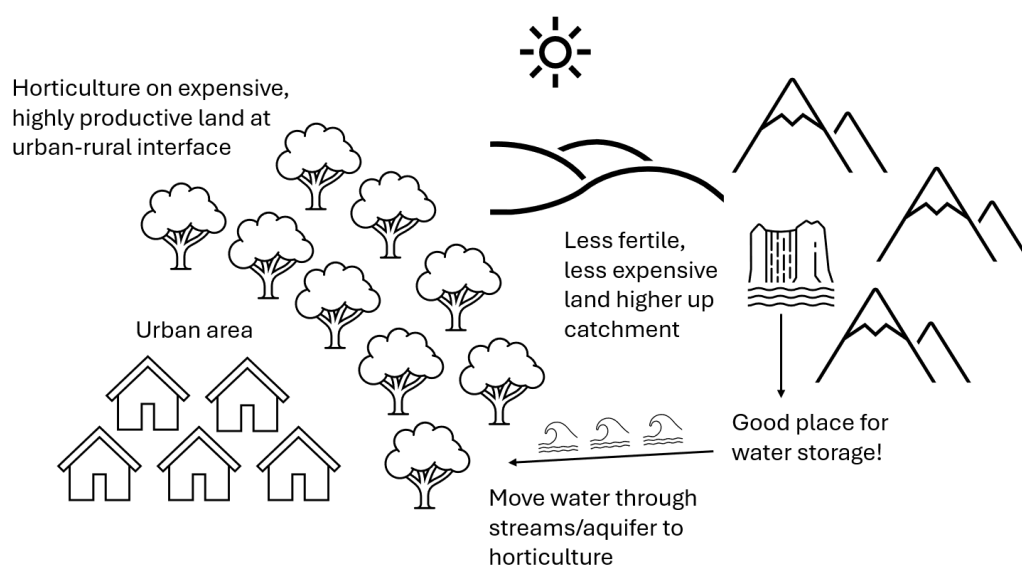 Horticulture on expensive,
highly productive land at
urban-rural interface
Less fertile,
less expensive
land higher up
catchment
Urban area
Good place for
water storage!
Move water through
streams/aquifer to
horticulture